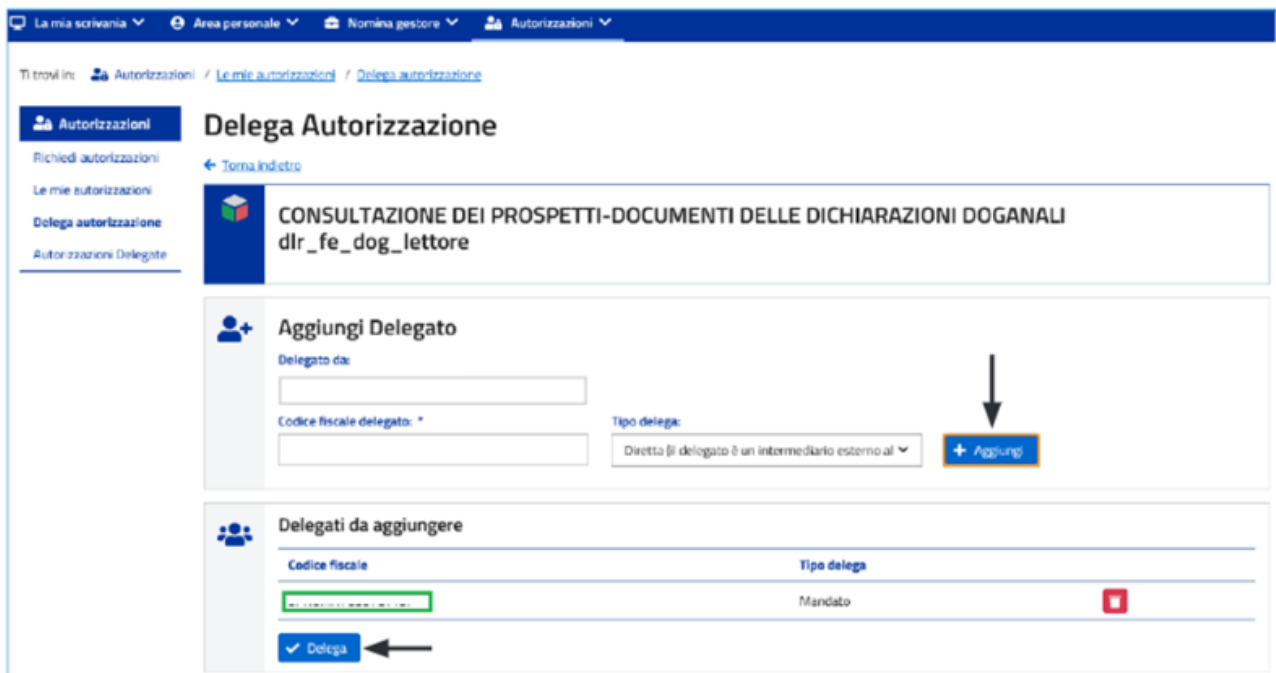 La mia scrivania Area personale Nomina gestore Autorizzazioni
Ti trovi in: Autorizzazioni / Le mie autorizzazioni / Delega autorizzazione
Autorizzazioni
Richiedi autorizzazioni
Le mie autorizzazioni
Delega autorizzazione
Autorizzazioni Delegate
Delega Autorizzazione
Torna indietro
CONSULTAZIONE DEI PROSPETTI-DOCUMENTI DELLE DICHIARAZIONI DOGANALI
dlr_fe_dog_lettore
Aggiungi Delegato
Delegato da:
Codice fiscale delegato: * Tipo delega:
Diretta (il delegato è un intermediario esterno al + Aggiungi
Delegati da aggiungere
Codice fiscale Tipo delega
Mandato
Delega